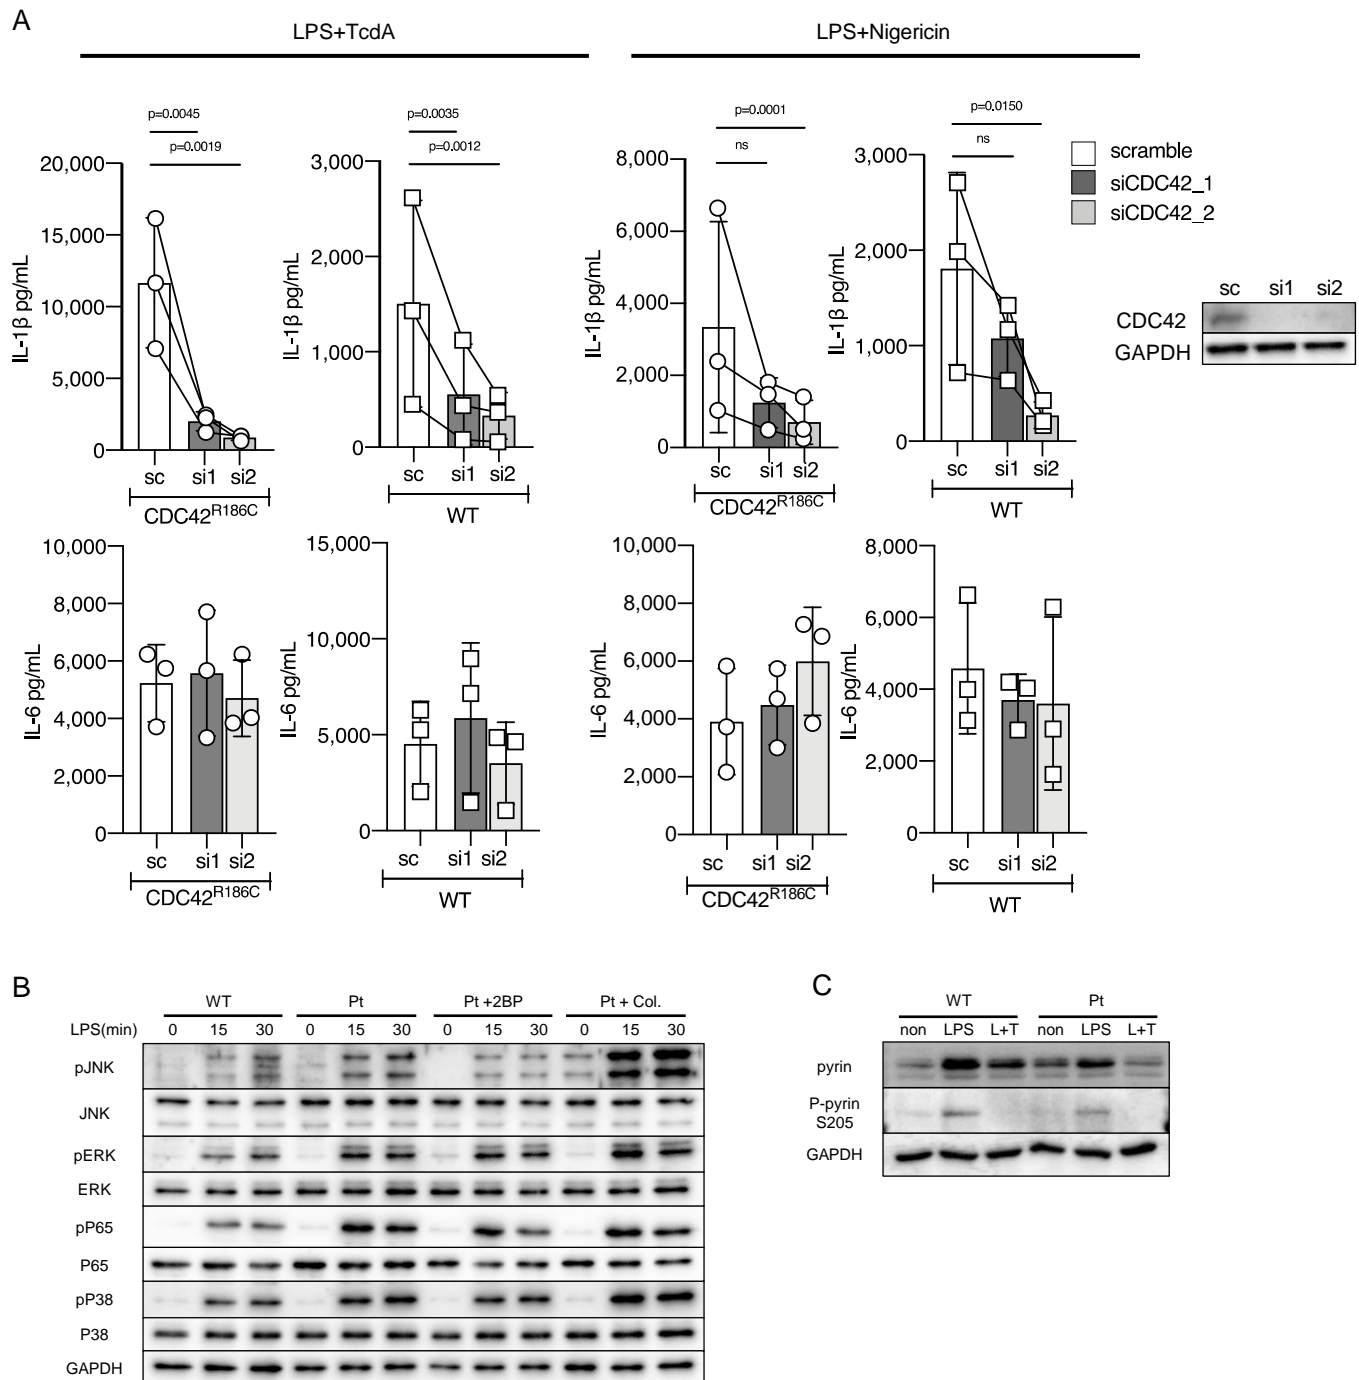 A
LPS+TcdA
LPS+Nigericin
p=0.0045
p=0.0019
20,000
15,000
10,000
5,000
0
IL-1β pg/mL
sc si1 si2
CDC42R186C
p=0.0035
p=0.0012
3,000
2,000
1,000
0
IL-1β pg/mL
sc si1 si2
WT
p=0.0001
ns
8,000
6,000
4,000
2,000
0
IL-1β pg/mL
sc si1 si2
CDC42R186C
p=0.0150
ns
3,000
2,000
1,000
0
IL-1β pg/mL
sc si1 si2
WT
scramble
siCDC42_1
siCDC42_2
sc si1 si2
CDC42
GAPDH
10,000
8,000
6,000
4,000
2,000
0
IL-6 pg/mL
sc si1 si2
CDC42R186C
15,000
10,000
5,000
0
IL-6 pg/mL
sc si1 si2
WT
10,000
8,000
6,000
4,000
2,000
0
IL-6 pg/mL
sc si1 si2
CDC42R186C
8,000
6,000
4,000
2,000
0
IL-6 pg/mL
sc si1 si2
WT
B
WT Pt Pt +2BP Pt + Col.
LPS(min) 0 15 30 0 15 30 0 15 30 0 15 30
pJNK
JNK
pERK
ERK
pP65
P65
pP38
P38
GAPDH
C
WT Pt
non LPS L+T non LPS L+T
pyrin
P-pyrin
S205
GAPDH